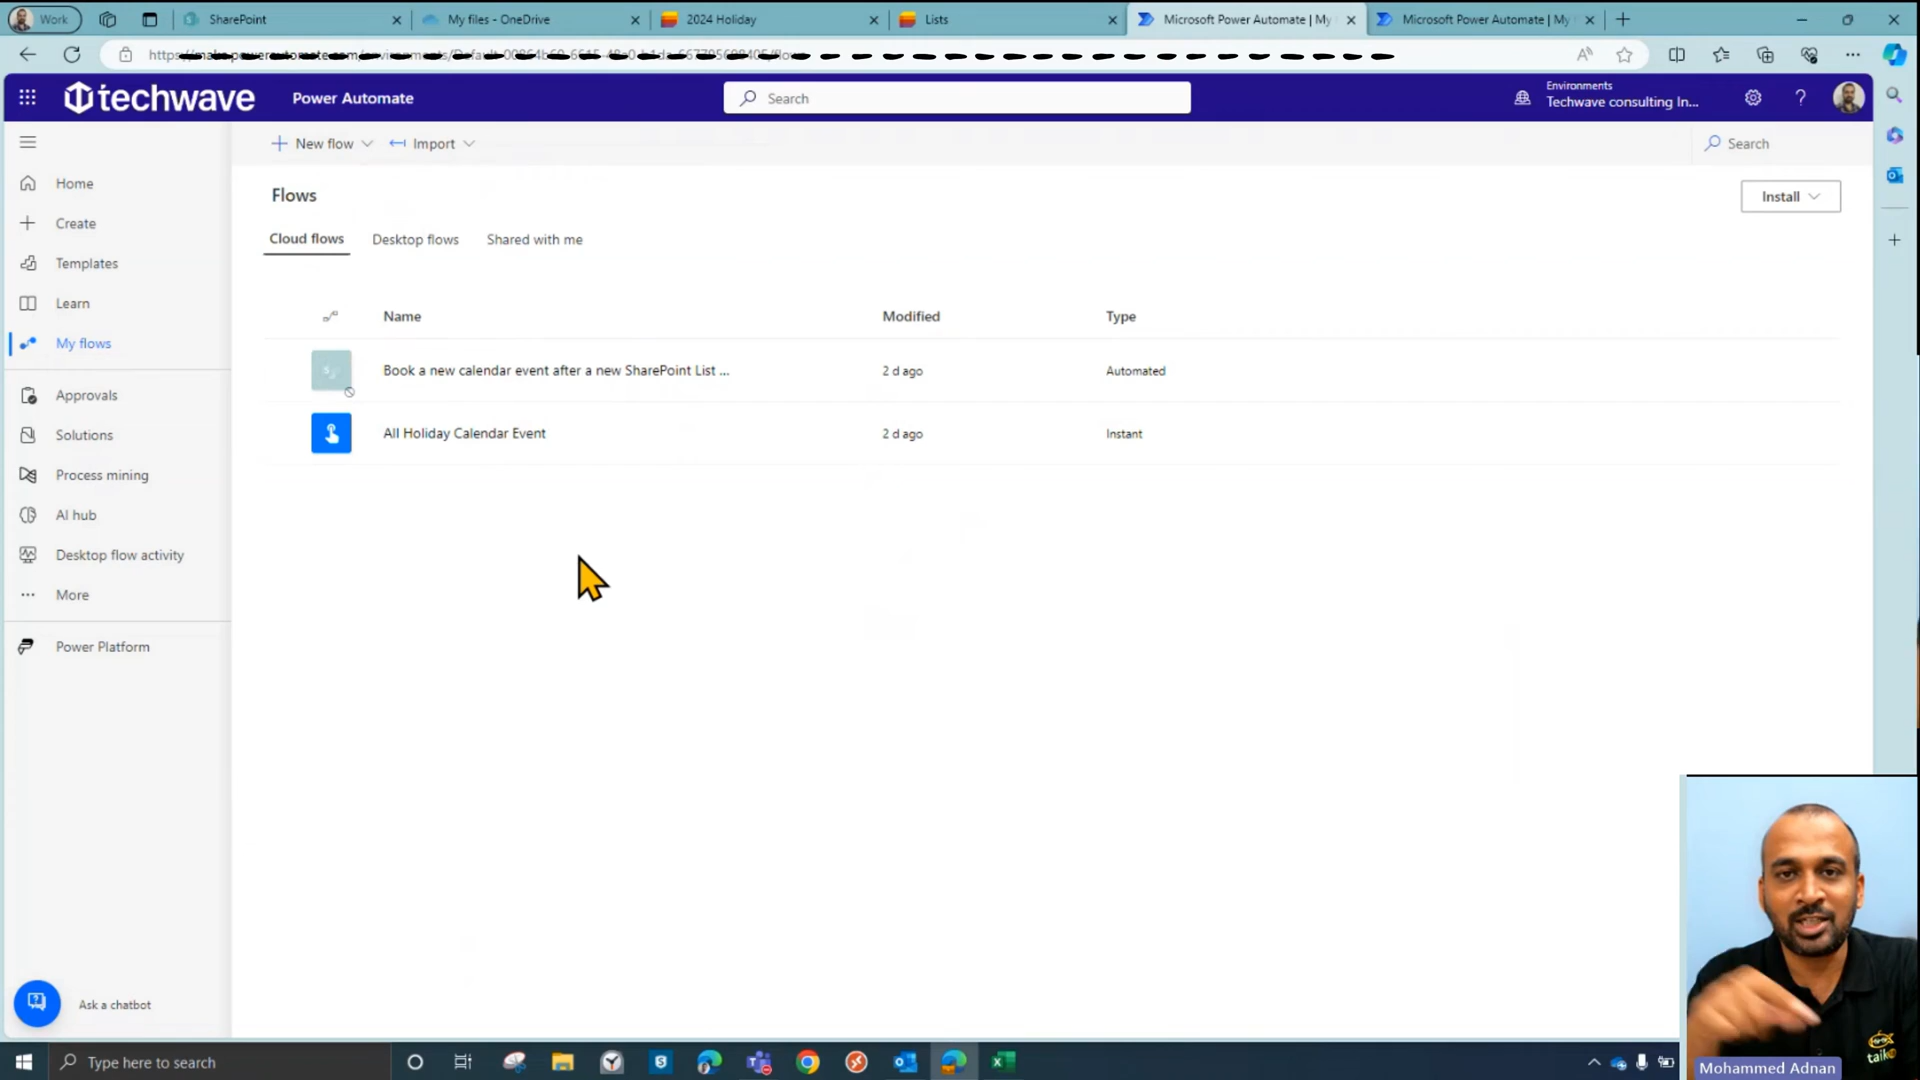 Work
SharePoint
My files - OneDrive
2024 Holiday
Lists
Microsoft Power Automate | My
Microsoft Power Automate | My
techwave
Power Automate
Search
Environments
Techwave consulting In...
New flow
Import
Search
Home
Create
Templates
Learn
My flows
Approvals
Solutions
Process mining
AI hub
Desktop flow activity
More
Power Platform
Ask a chatbot
Flows
Install
Cloud flows
Desktop flows
Shared with me
Name
Modified
Type
Book a new calendar event after a new SharePoint List ...
2 d ago
Automated
All Holiday Calendar Event
2 d ago
Instant
taik
Mohammed Adnan
Type here to search